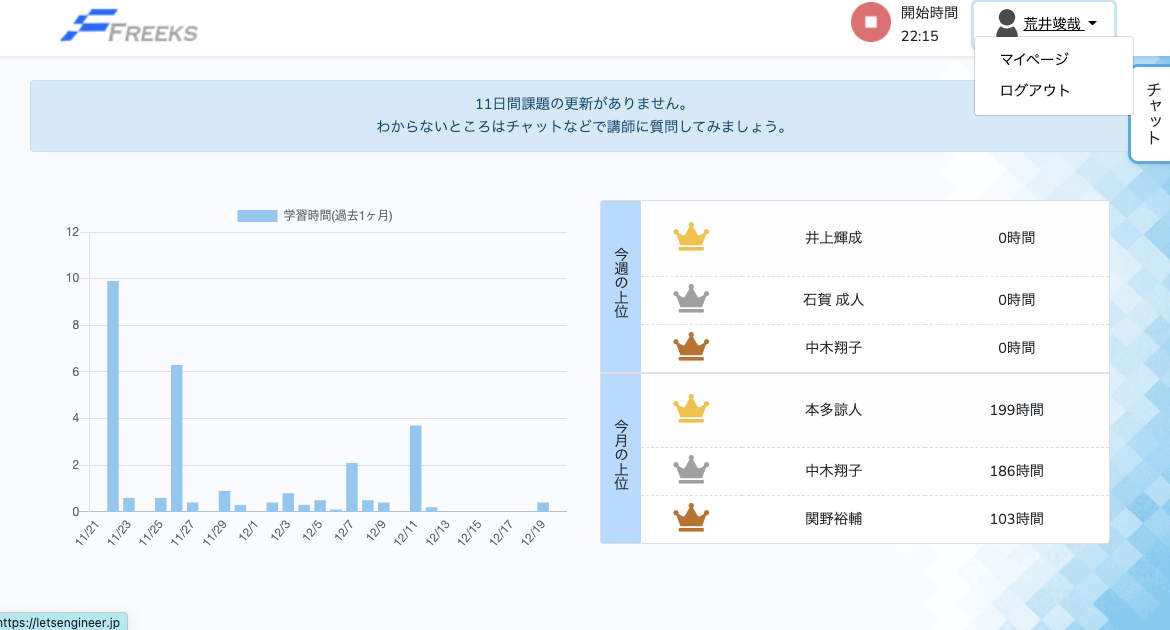 FREEKS
開始時間
22:15
荒井竣哉
マイページ
ログアウト
チャット
11日間課題の更新がありません。
わからないところはチャットなどで講師に質問してみましょう。
学習時間(過去1ヶ月)
12
10
8
6
4
2
0
11/21
11/23
11/25
11/27
11/29
12/1
12/3
12/5
12/7
12/9
12/11
12/13
12/15
12/17
12/19
今週の上位
井上輝成 0時間
石賀 成人 0時間
中木翔子 0時間
今月の上位
本多諒人 199時間
中木翔子 186時間
関野裕輔 103時間
https://letsengineer.jp